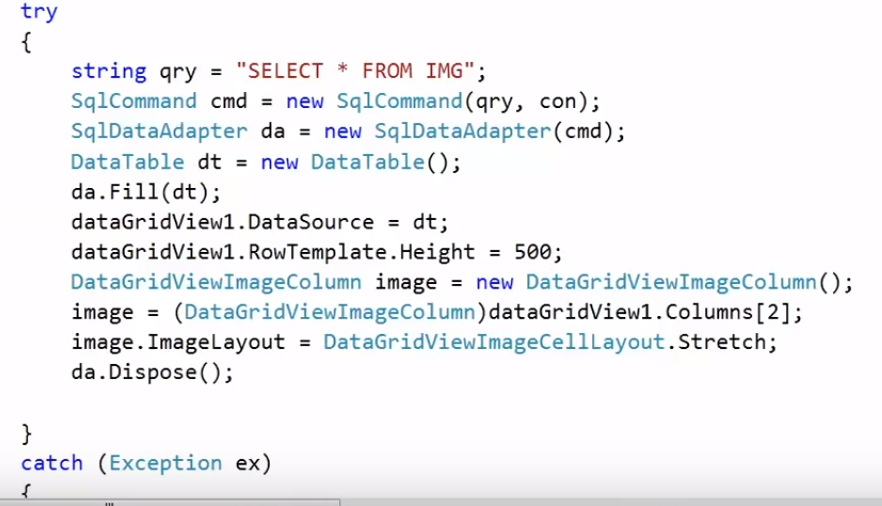 try
{
string qry = "SELECT * FROM IMG";
SqlCommand cmd = new SqlCommand(qry, con);
SqlDataAdapter da = new SqlDataAdapter(cmd);
DataTable dt = new DataTable();
da.Fill(dt);
dataGridView1.DataSource = dt;
dataGridView1.RowTemplate.Height = 500;
DataGridViewImageColumn image = new DataGridViewImageColumn();
image = (DataGridViewImageColumn)dataGridView1.Columns[2];
image.ImageLayout = DataGridViewImageCellLayout.Stretch;
da.Dispose();
}
catch (Exception ex)
{